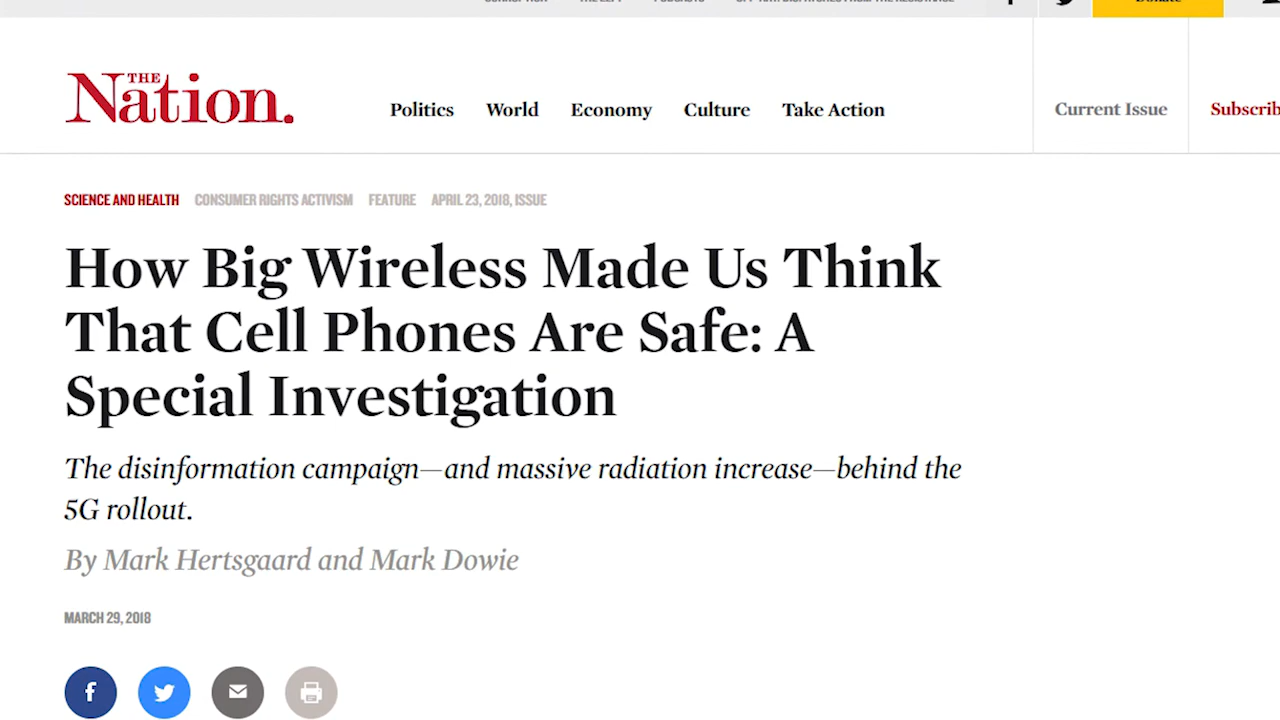 Donate
THE
Nation.
Politics World Economy Culture Take Action
Current Issue
Subscrib
SCIENCE AND HEALTH CONSUMER RIGHTS ACTIVISM FEATURE APRIL 23, 2018, ISSUE
How Big Wireless Made Us Think
That Cell Phones Are Safe: A
Special Investigation
The disinformation campaign—and massive radiation increase—behind the
5G rollout.
By Mark Hertsgaard and Mark Dowie
MARCH 29, 2018